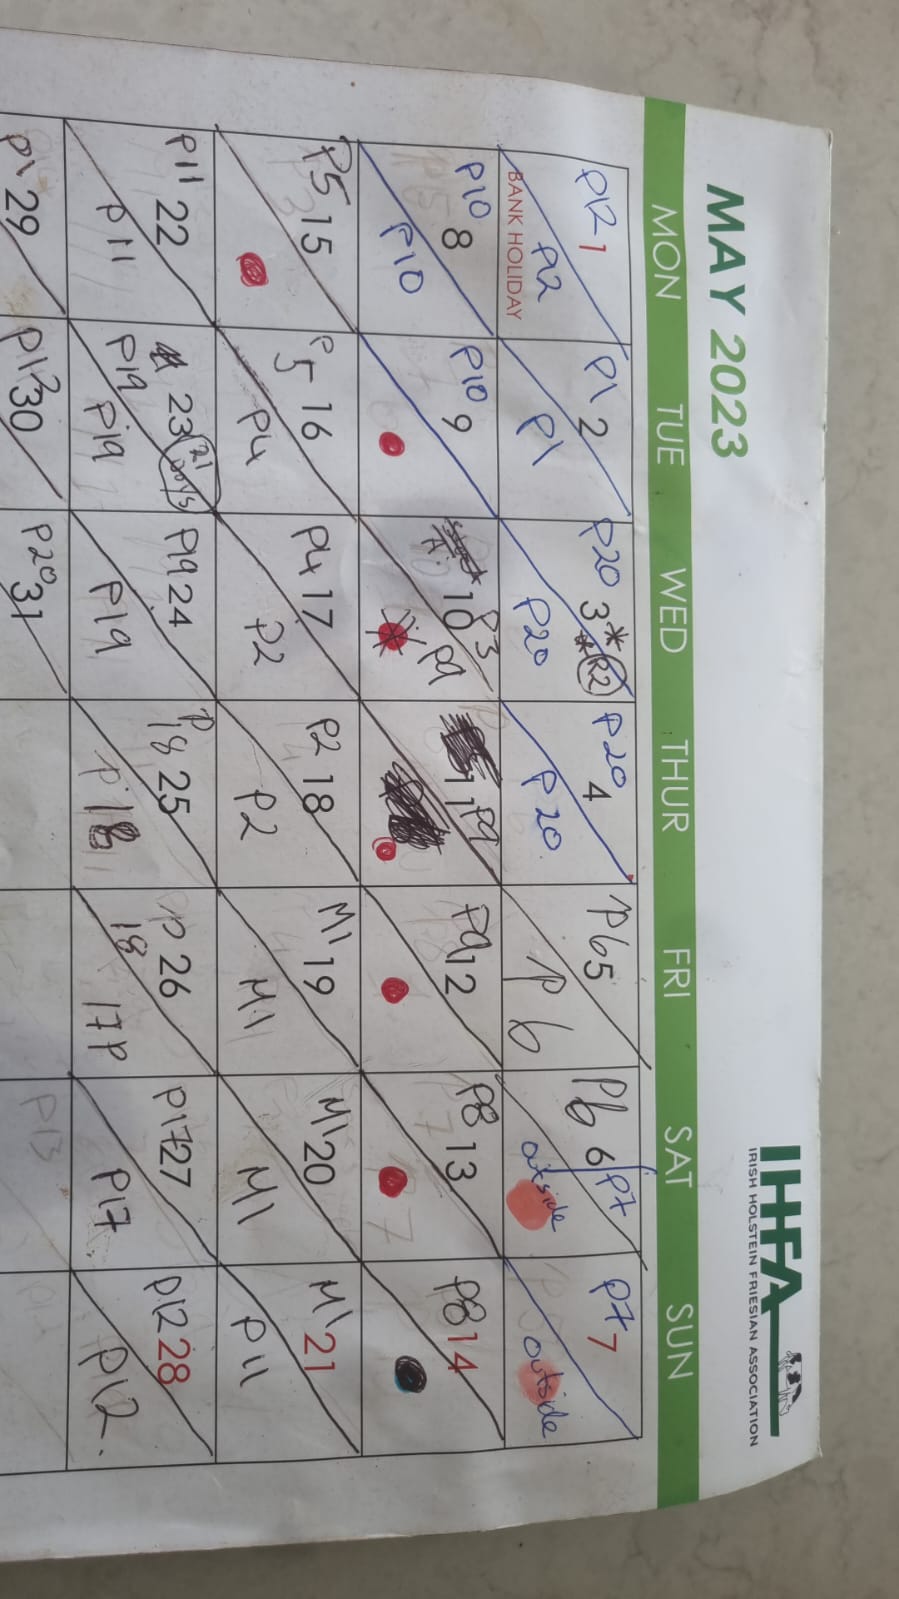 MAY 2023
IHFA
IRISH HOLSTEIN FRIESIAN ASSOCIATION
MON TUE WED THUR FRI SAT SUN
P12 1 P12 BANK HOLIDAY
P1 2 P1
P20 3 * * R2 P20
P20 4 P20
P6 5 P6
P6 6 P7 outside
P7 7 outside
P10 8 P10
P10 9
10 P3 P9
11 P9
P9 12
P8 13
P8 14
P5 15
P5 16 P4
P4 17 P2
P2 18 P2
M1 19 M1
M1 20 M1
M1 21 P11
P11 22 P11
23 21 Days P19 P19
P19 24 P19
P18 25 P18
P18 26 17P
P17 27 P17
P12 28 P12.
P1 29
30
P20 31
P13